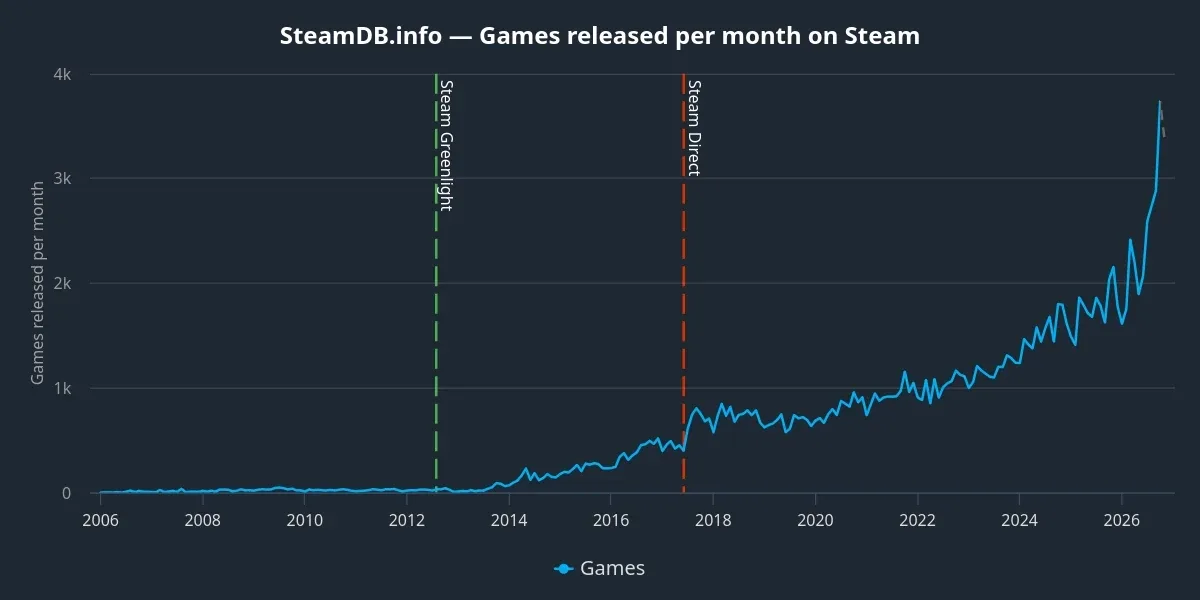 SteamDB.info — Games released per month on Steam
Games released per month
4k
3k
2k
1k
0
Steam Greenlight
Steam Direct
2006 2008 2010 2012 2014 2016 2018 2020 2022 2024 2026
Games